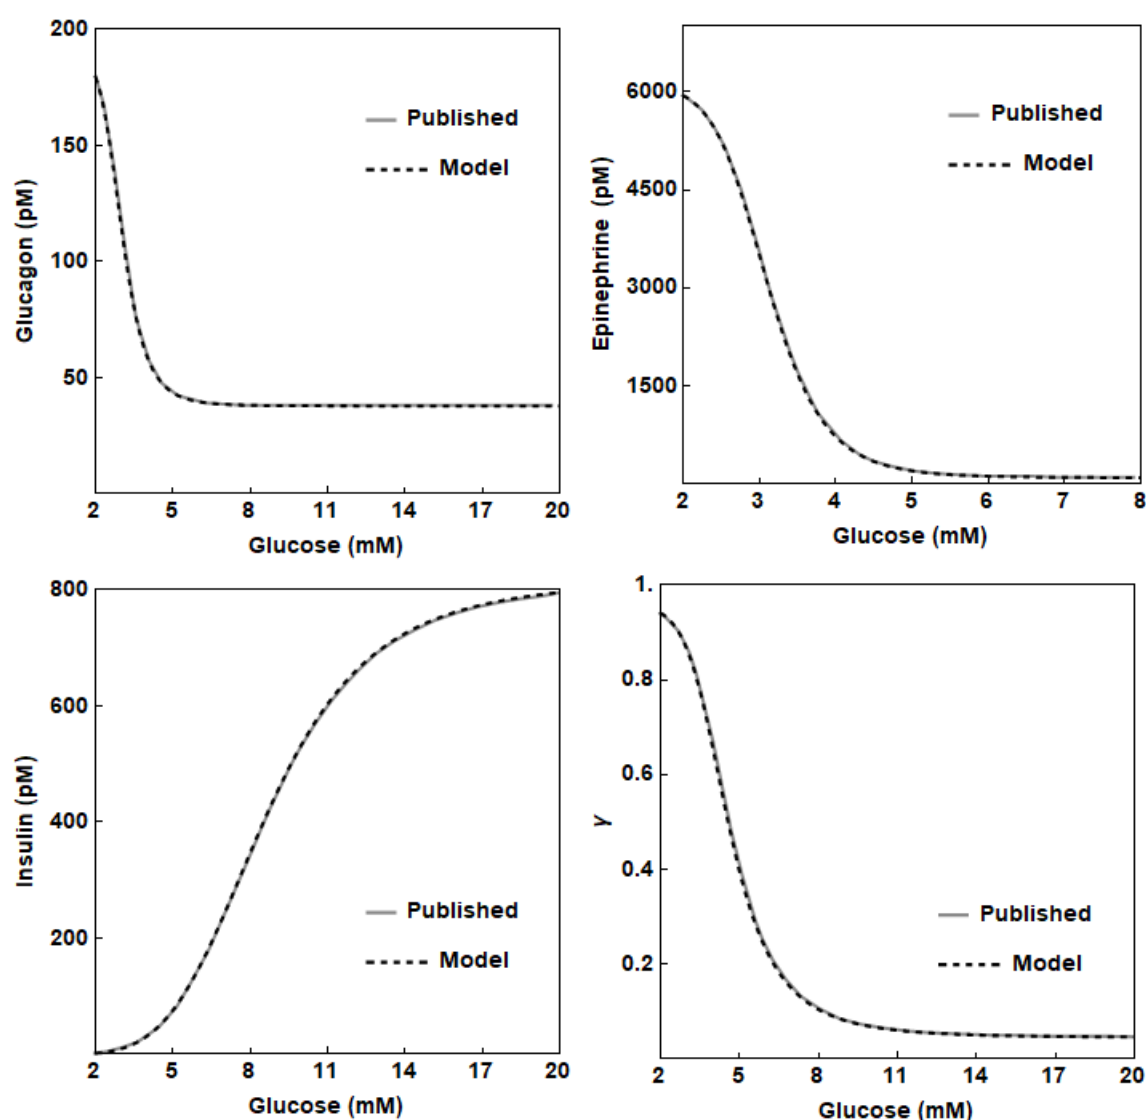 200
150
100
50
Glucagon (pM)
Published
Model
2 5 8 11 14 17 20
Glucose (mM)
6000
4500
3000
1500
Epinephrine (pM)
Published
Model
2 3 4 5 6 7 8
Glucose (mM)
800
600
400
200
Insulin (pM)
Published
Model
2 5 8 11 14 17 20
Glucose (mM)
1.
0.8
0.6
0.4
0.2
γ
Published
Model
2 5 8 11 14 17 20
Glucose (mM)